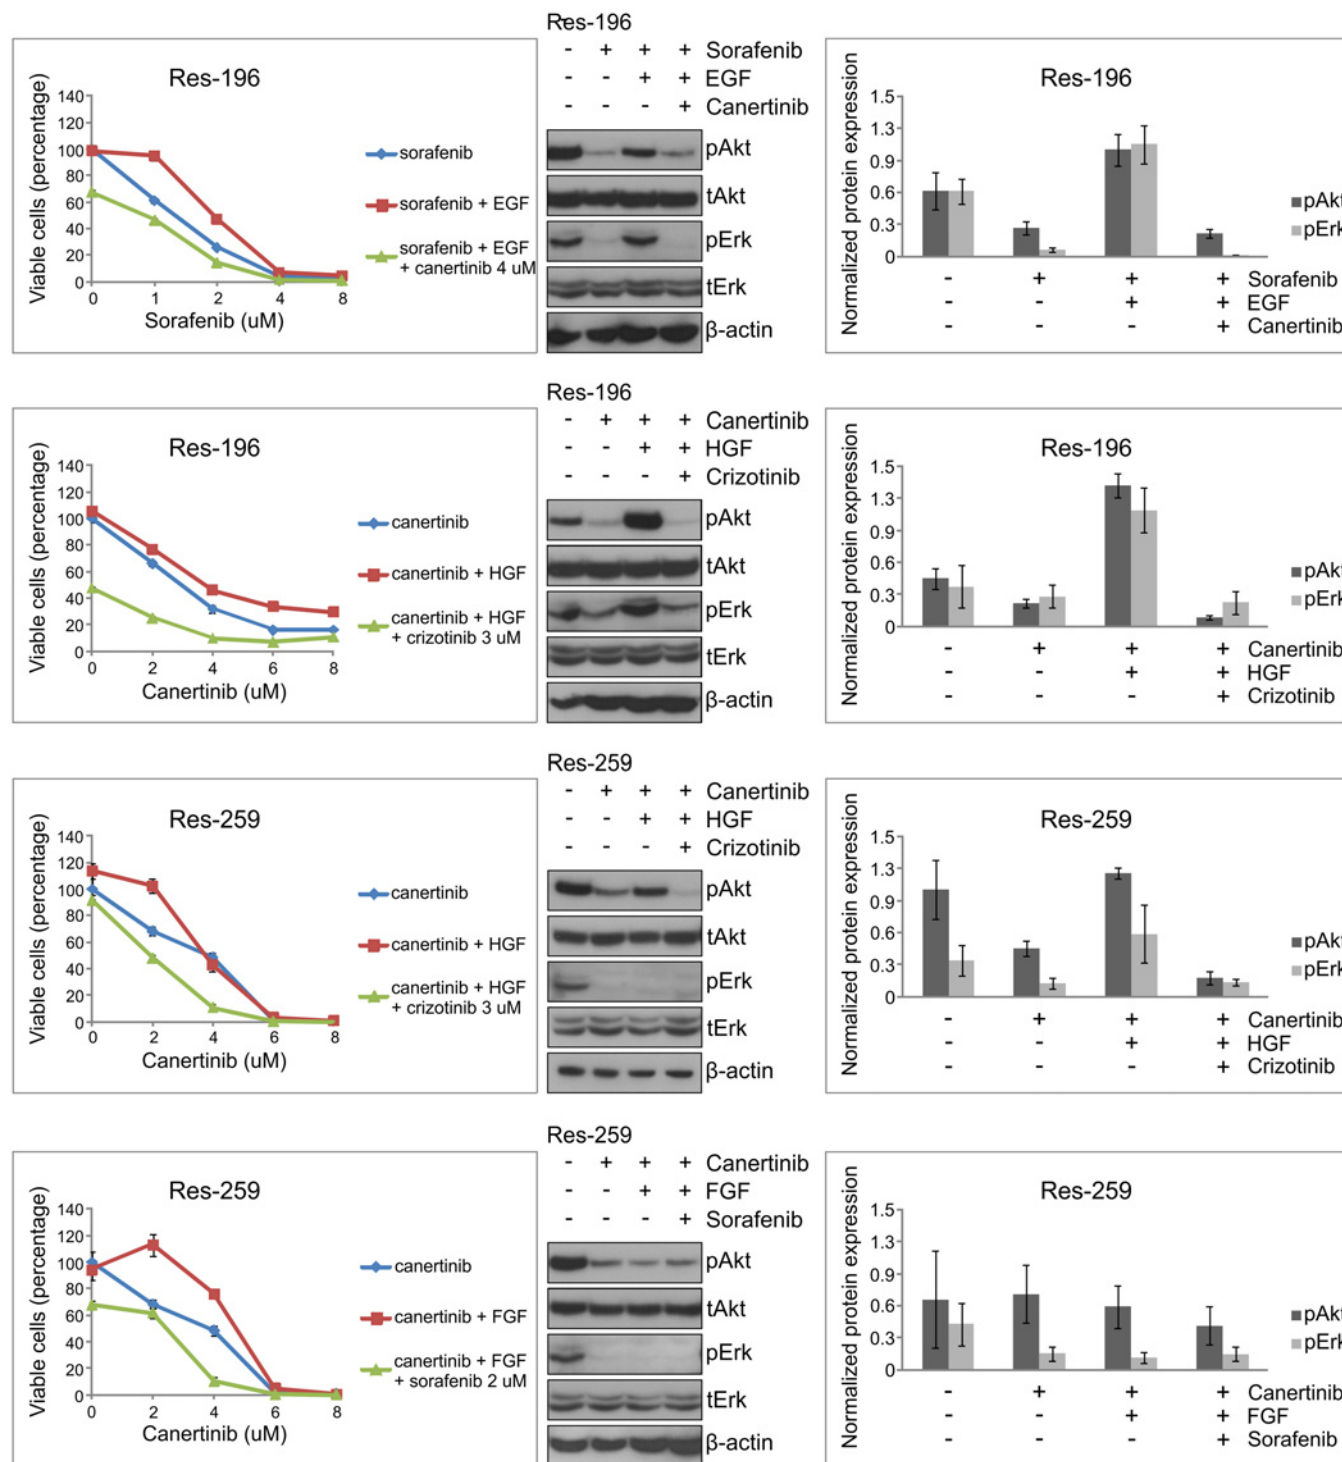 Res-196
- + + + Sorafenib
- - + + EGF
- - - + Canertinib
Res-196
Viable cells (percentage)
140
120
100
80
60
40
20
0
0 1 2 4 8
Sorafenib (uM)
sorafenib
sorafenib + EGF
sorafenib + EGF
+ canertinib 4 uM
pAkt
tAkt
pErk
tErk
β-actin
Res-196
Normalized protein expression
1.5
1.3
0.9
0.6
0.3
0
pAkt
pErk
- + + + Sorafenib
- - + + EGF
- - - + Canertinib
Res-196
- + + + Canertinib
- - + + HGF
- - - + Crizotinib
Res-196
Viable cells (percentage)
140
120
100
80
60
40
20
0
0 2 4 6 8
Canertinib (uM)
canertinib
canertinib + HGF
canertinib + HGF
+ crizotinib 3 uM
pAkt
tAkt
pErk
tErk
β-actin
Res-196
Normalized protein expression
1.5
1.3
0.9
0.6
0.3
0
pAkt
pErk
- + + + Canertinib
- - + + HGF
- - - + Crizotinib
Res-259
- + + + Canertinib
- - + + HGF
- - - + Crizotinib
Res-259
Viable cells (percentage)
140
120
100
80
60
40
20
0
0 2 4 6 8
Canertinib (uM)
canertinib
canertinib + HGF
canertinib + HGF
+ crizotinib 3 uM
pAkt
tAkt
pErk
tErk
β-actin
Res-259
Normalized protein expression
1.5
1.3
0.9
0.6
0.3
0
pAkt
pErk
- + + + Canertinib
- - + + HGF
- - - + Crizotinib
Res-259
- + + + Canertinib
- - + + FGF
- - - + Sorafenib
Res-259
Viable cells (percentage)
140
120
100
80
60
40
20
0
0 2 4 6 8
Canertinib (uM)
canertinib
canertinib + FGF
canertinib + FGF
+ sorafenib 2 uM
pAkt
tAkt
pErk
tErk
β-actin
Res-259
Normalized protein expression
1.5
1.3
0.9
0.6
0.3
0
pAkt
pErk
- + + + Canertinib
- - + + FGF
- - - + Sorafenib